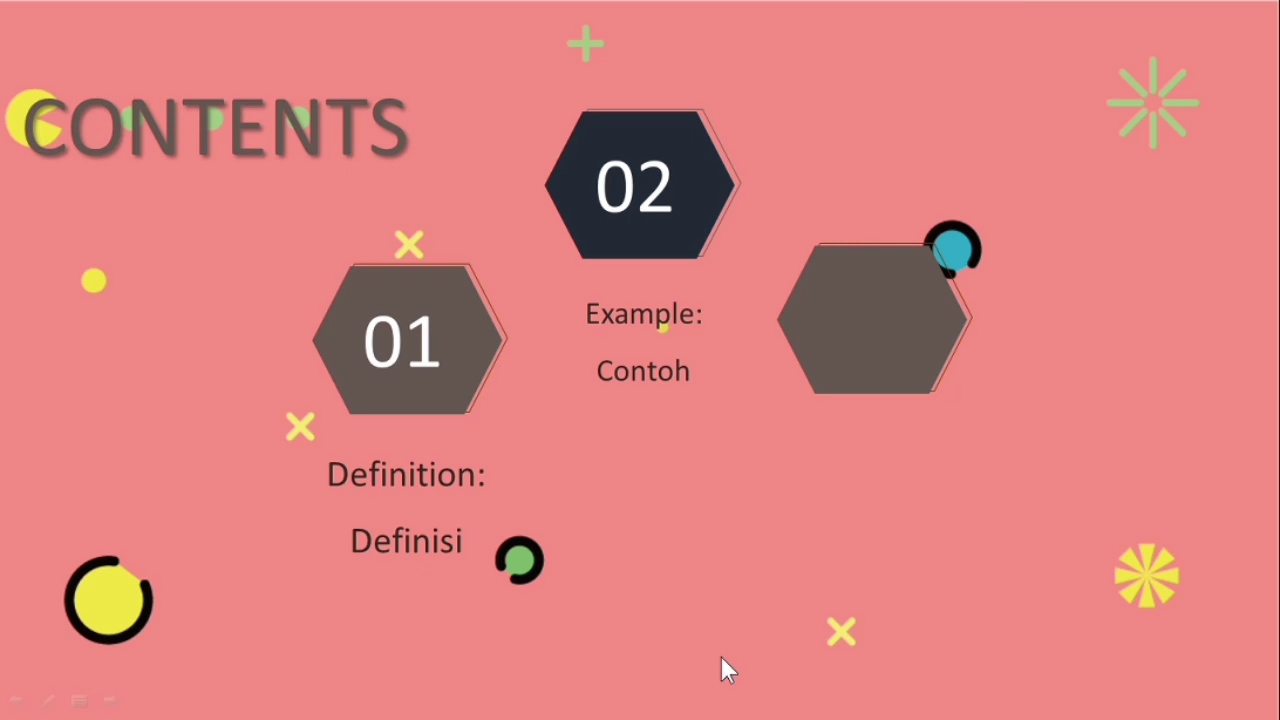 CONTENTS
01
Definition:
Definisi
02
Example:
Contoh